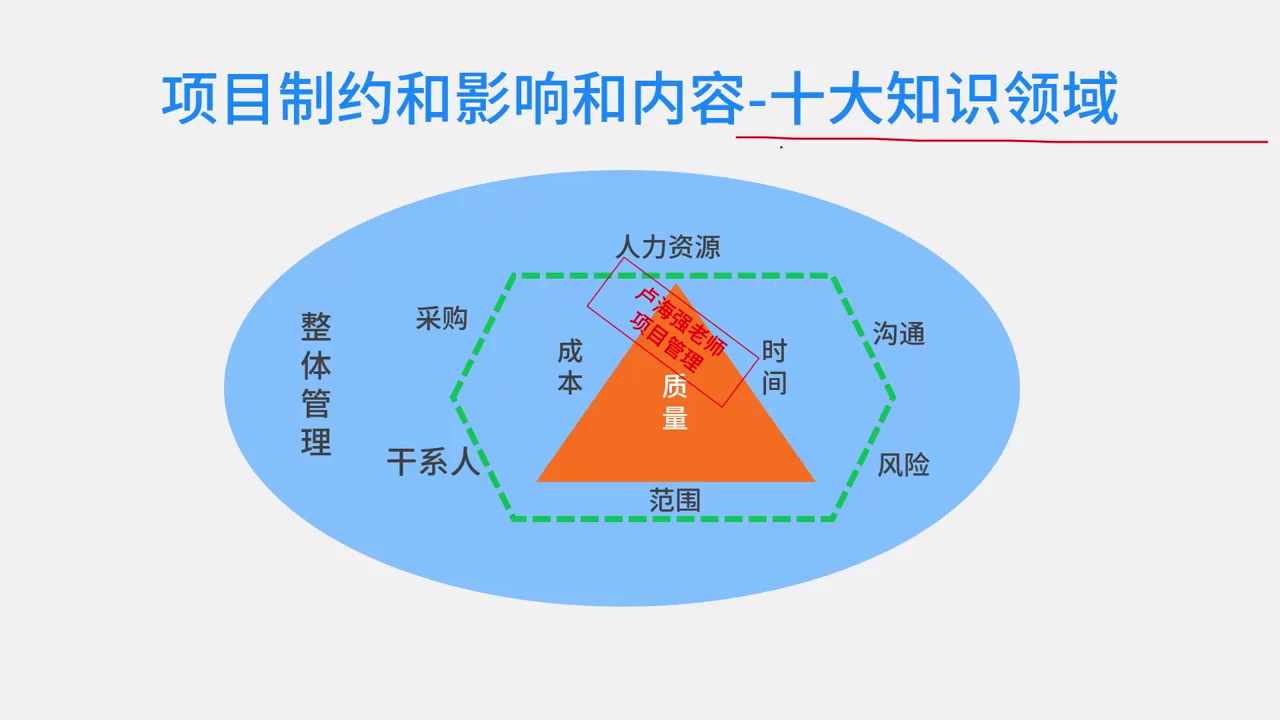 项目制约和影响和内容-十大知识领域
人力资源
采购
沟通
整体管理
成本
时间
卢海强老师
项目管理
质量
干系人
风险
范围